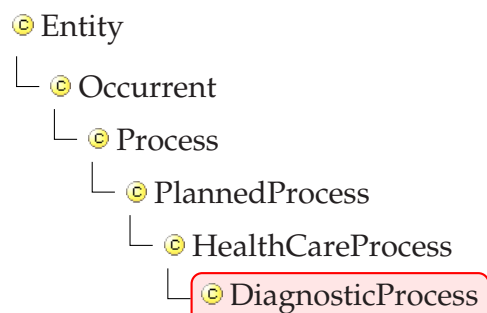 Entity
Occurrent
Process
PlannedProcess
HealthCareProcess
DiagnosticProcess